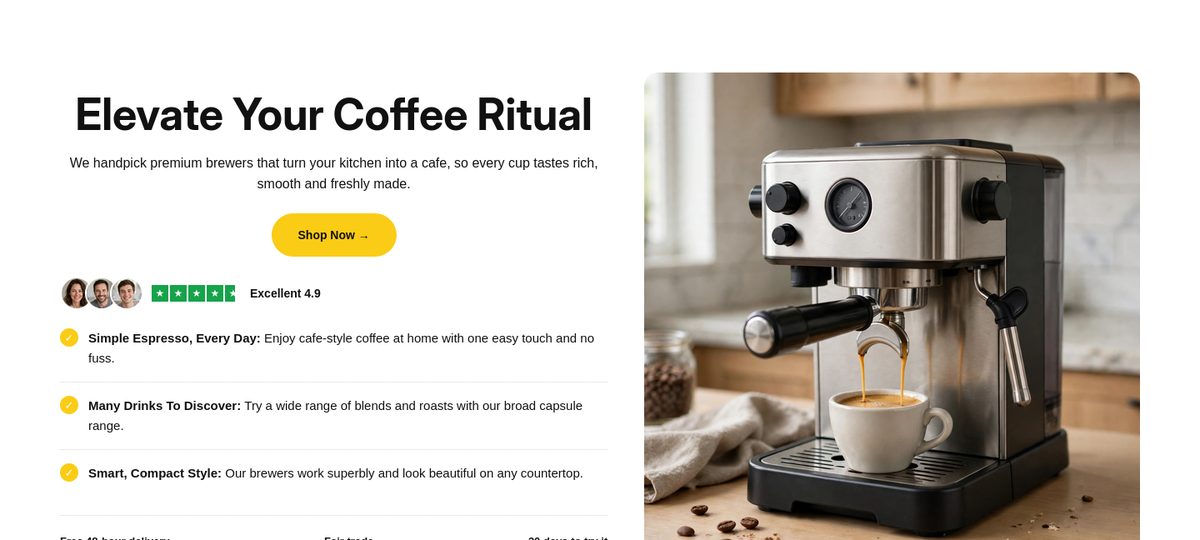 Elevate Your Coffee Ritual
We handpick premium brewers that turn your kitchen into a cafe, so every cup tastes rich,
smooth and freshly made.
Shop Now →
Excellent 4.9
Simple Espresso, Every Day: Enjoy cafe-style coffee at home with one easy touch and no
fuss.
Many Drinks To Discover: Try a wide range of blends and roasts with our broad capsule
range.
Smart, Compact Style: Our brewers work superbly and look beautiful on any countertop.